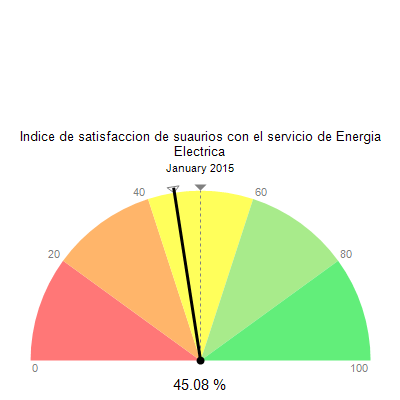 Indice de satisfaccion de suaurios con el servicio de Energia
Electrica
January 2015
40
60
20
80
0
100
45.08 %